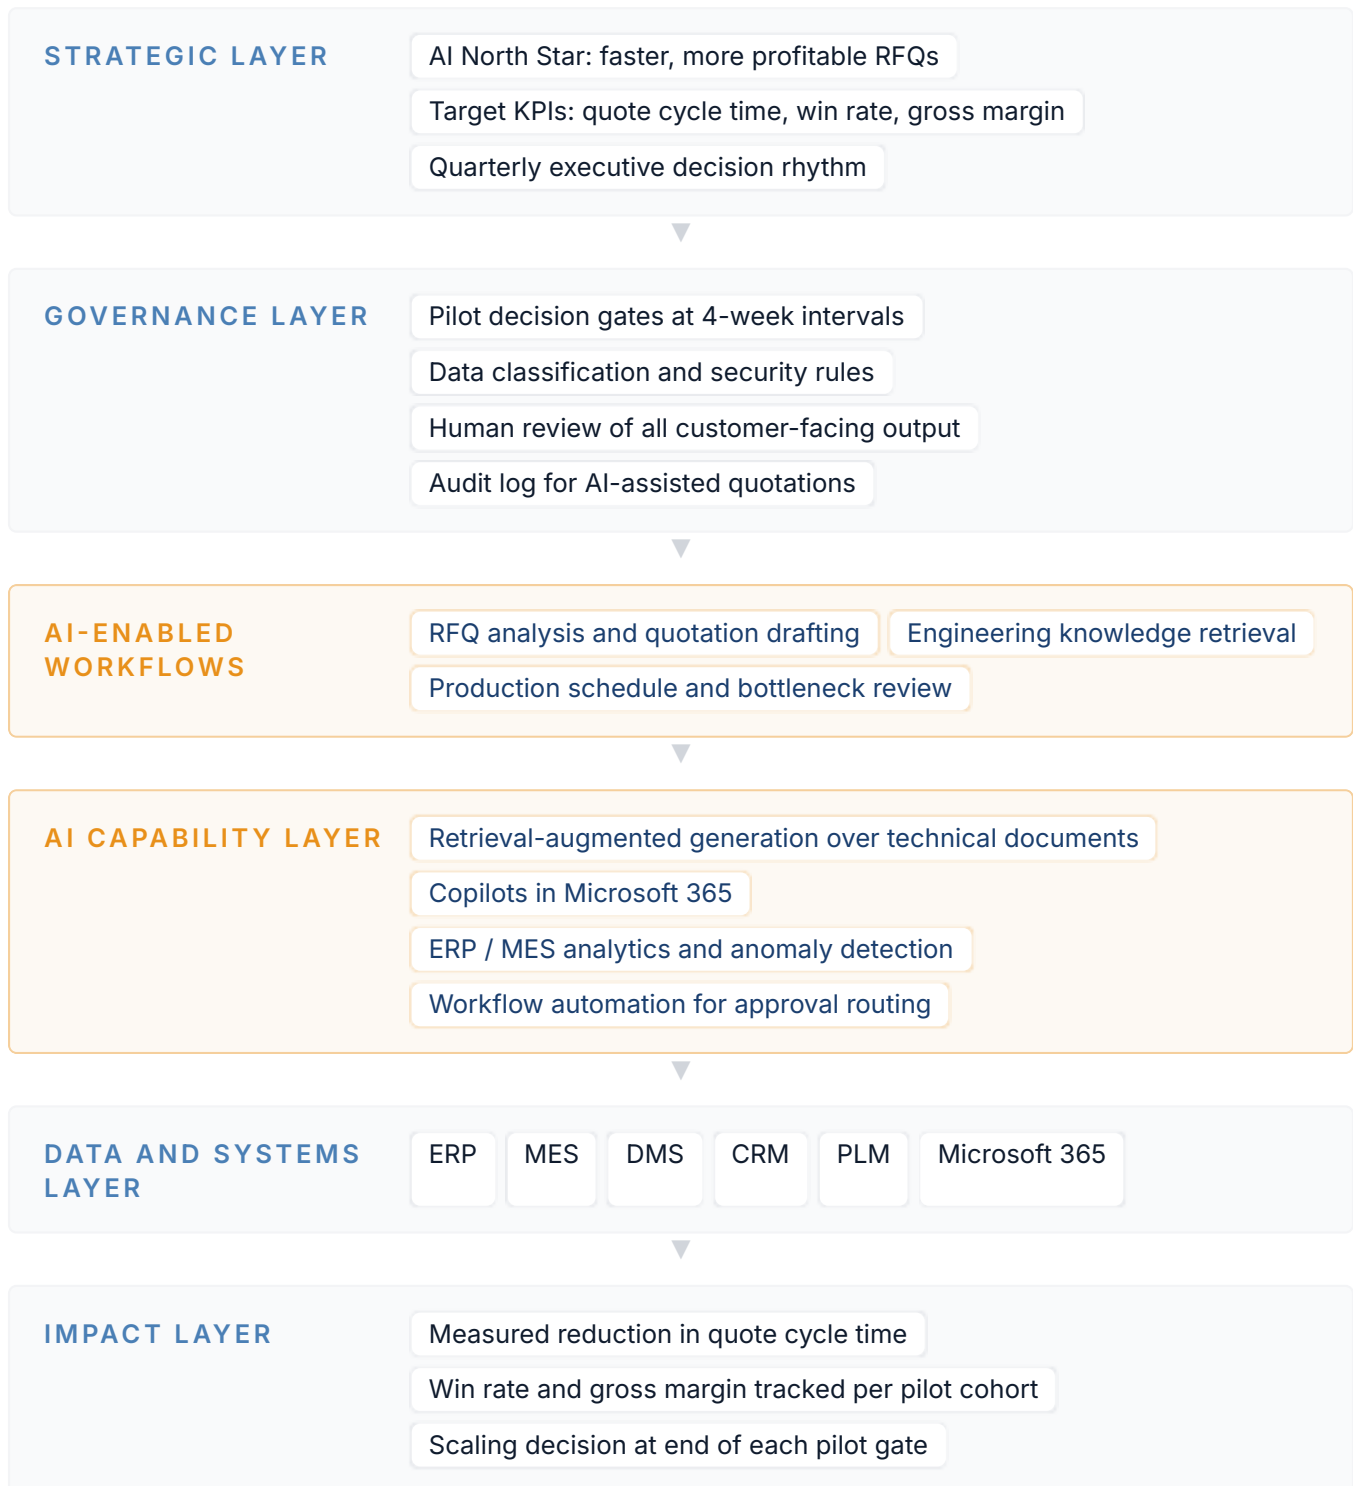 STRATEGIC LAYER
AI North Star: faster, more profitable RFQs
Target KPIs: quote cycle time, win rate, gross margin
Quarterly executive decision rhythm
GOVERNANCE LAYER
Pilot decision gates at 4-week intervals
Data classification and security rules
Human review of all customer-facing output
Audit log for AI-assisted quotations
AI-ENABLED
WORKFLOWS
RFQ analysis and quotation drafting
Engineering knowledge retrieval
Production schedule and bottleneck review
AI CAPABILITY LAYER
Retrieval-augmented generation over technical documents
Copilots in Microsoft 365
ERP / MES analytics and anomaly detection
Workflow automation for approval routing
DATA AND SYSTEMS
LAYER
ERP
MES
DMS
CRM
PLM
Microsoft 365
IMPACT LAYER
Measured reduction in quote cycle time
Win rate and gross margin tracked per pilot cohort
Scaling decision at end of each pilot gate